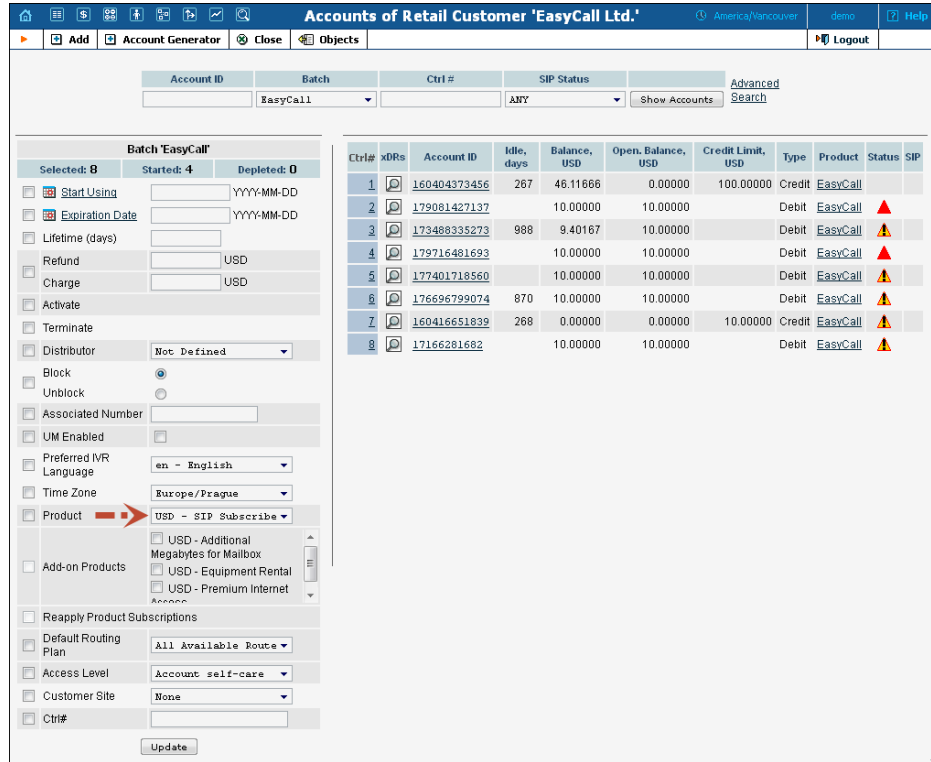 Accounts of Retail Customer 'EasyCall Ltd.' America/Vancouver demo ? Help
Add Account Generator Close Objects Logout
Account ID Batch Ctrl # SIP Status
EasyCall ANY Show Accounts Advanced Search
Batch 'EasyCall'
Selected: 8 Started: 4 Depleted: 0
Start Using YYYY-MM-DD
Expiration Date YYYY-MM-DD
Lifetime (days)
Refund USD
Charge USD
Activate
Terminate
Distributor Not Defined
Block
Unblock
Associated Number
UM Enabled
Preferred IVR Language en - English
Time Zone Europe/Prague
Product USD - SIP Subscribe
Add-on Products
USD - Additional Megabytes for Mailbox
USD - Equipment Rental
USD - Premium Internet Access
Reapply Product Subscriptions
Default Routing Plan All Available Route
Access Level Account self-care
Customer Site None
Ctrl#
Update
Ctrl# xDRs Account ID Idle, days Balance, USD Open. Balance, USD Credit Limit, USD Type Product Status SIP
1 160404373456 267 46.11666 0.00000 100.00000 Credit EasyCall
2 179081427137 10.00000 10.00000 Debit EasyCall
3 173488335273 988 9.40167 10.00000 Debit EasyCall
4 179716481693 10.00000 10.00000 Debit EasyCall
5 177401718560 10.00000 10.00000 Debit EasyCall
6 176696799074 870 10.00000 10.00000 Debit EasyCall
7 160416651839 268 0.00000 0.00000 10.00000 Credit EasyCall
8 17166281682 10.00000 10.00000 Debit EasyCall